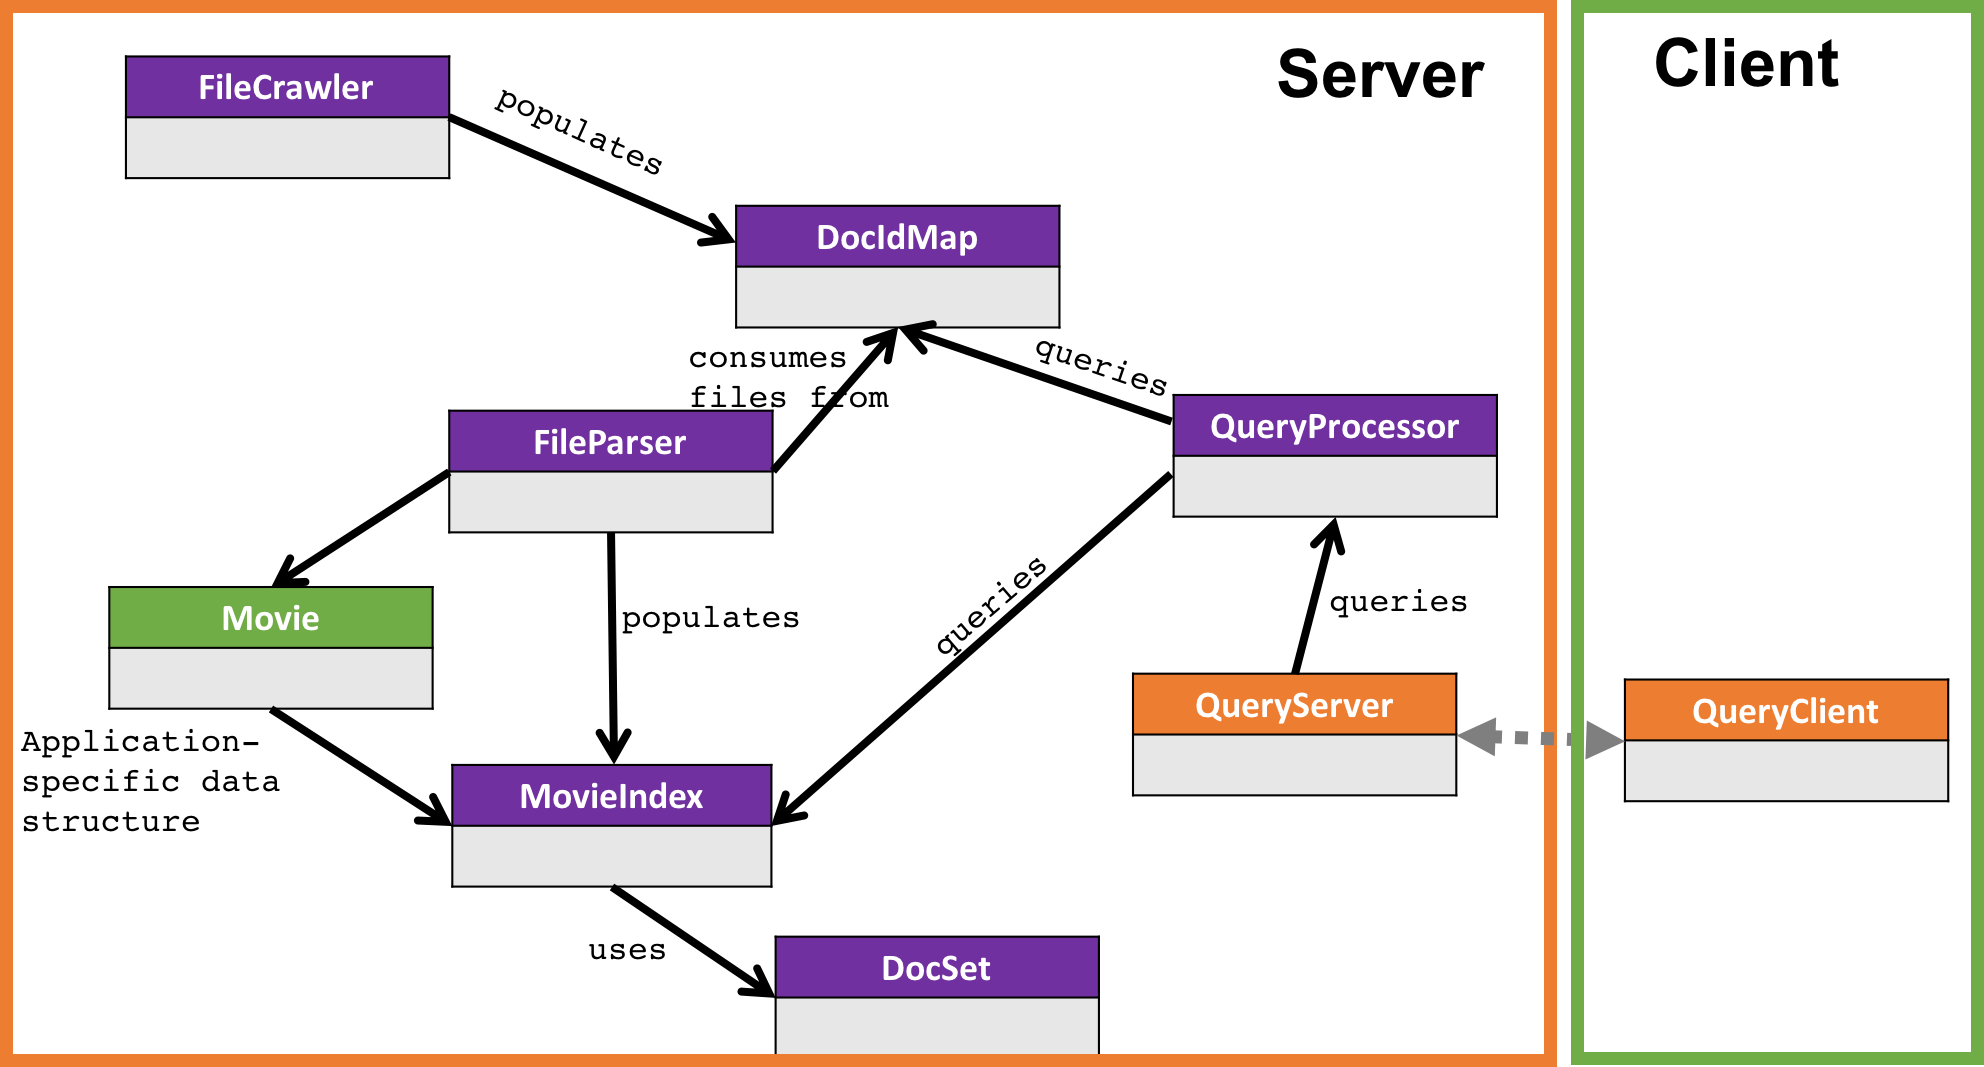 Server
Client
FileCrawler
populates
DocIdMap
consumes
files from
queries
FileParser
QueryProcessor
Movie
populates
queries
queries
Application-
specific data
structure
MovieIndex
QueryServer
QueryClient
uses
DocSet